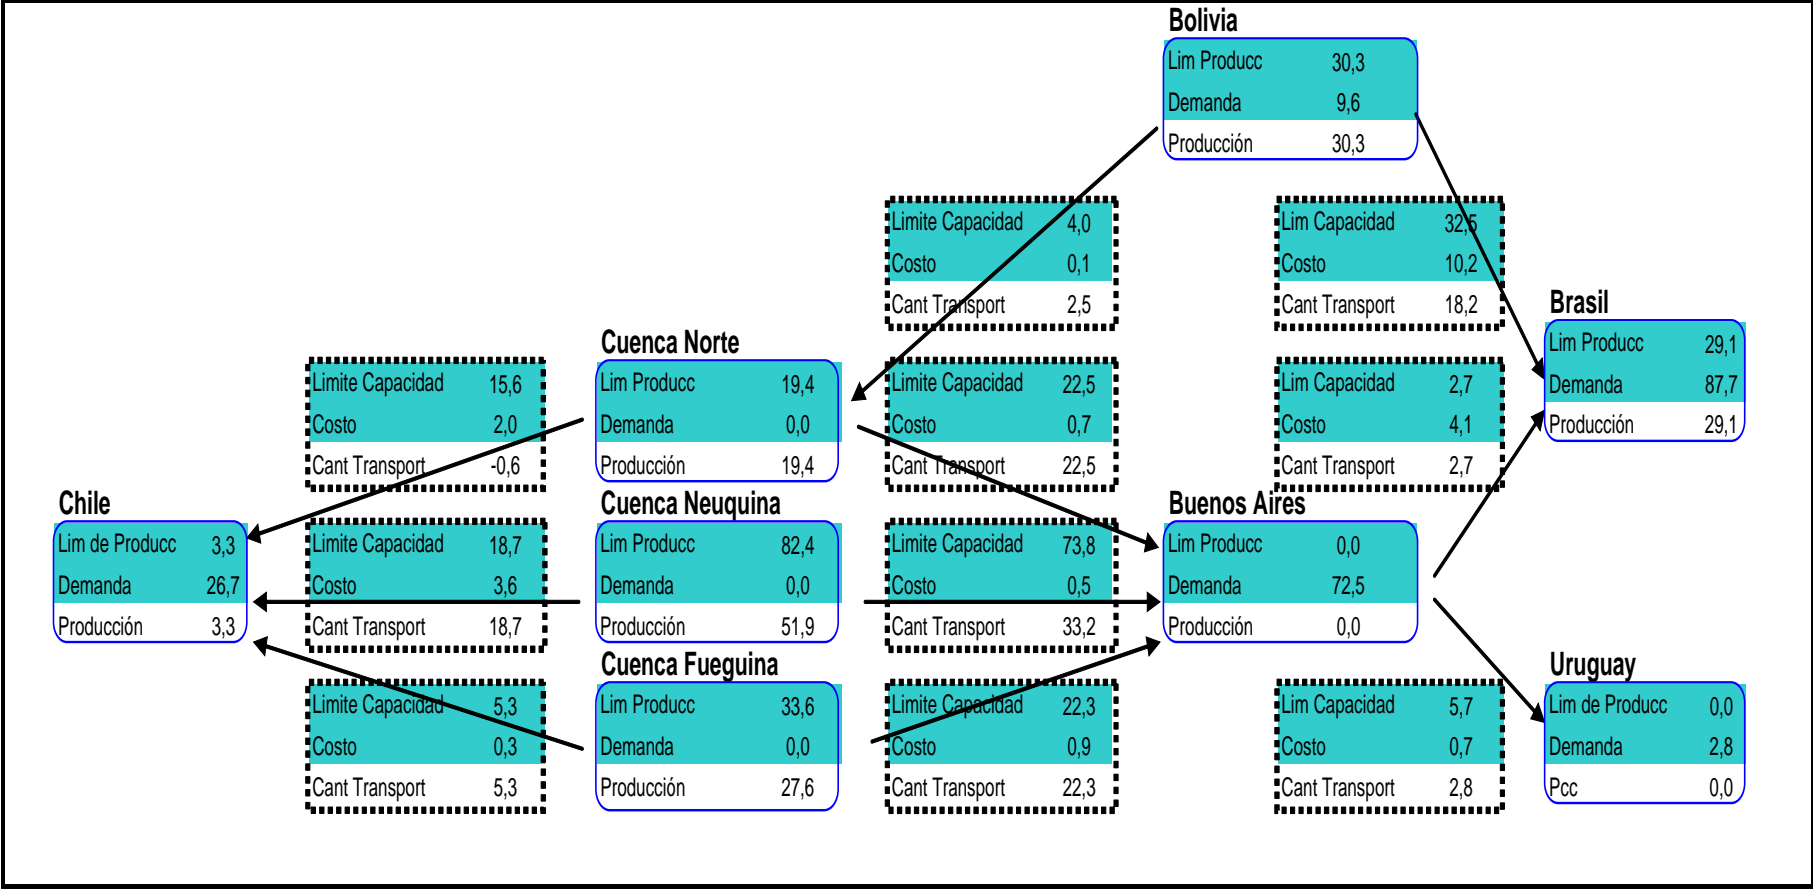 Bolivia
Lim Producc 30,3
Demanda 9,6
Producción 30,3
Limite Capacidad 4,0
Costo 0,1
Cant Transport 2,5
Lim Capacidad 32,5
Costo 10,2
Cant Transport 18,2
Brasil
Lim Producc 29,1
Demanda 87,7
Producción 29,1
Cuenca Norte
Lim Producc 19,4
Demanda 0,0
Producción 19,4
Limite Capacidad 15,6
Costo 2,0
Cant Transport -0,6
Limite Capacidad 22,5
Costo 0,7
Cant Transport 22,5
Lim Capacidad 2,7
Costo 4,1
Cant Transport 2,7
Chile
Lim de Producc 3,3
Demanda 26,7
Producción 3,3
Limite Capacidad 18,7
Costo 3,6
Cant Transport 18,7
Cuenca Neuquina
Lim Producc 82,4
Demanda 0,0
Producción 51,9
Limite Capacidad 73,8
Costo 0,5
Cant Transport 33,2
Buenos Aires
Lim Producc 0,0
Demanda 72,5
Producción 0,0
Limite Capacidad 5,3
Costo 0,3
Cant Transport 5,3
Cuenca Fueguina
Lim Producc 33,6
Demanda 0,0
Producción 27,6
Limite Capacidad 22,3
Costo 0,9
Cant Transport 22,3
Lim Capacidad 5,7
Costo 0,7
Cant Transport 2,8
Uruguay
Lim de Producc 0,0
Demanda 2,8
Pcc 0,0